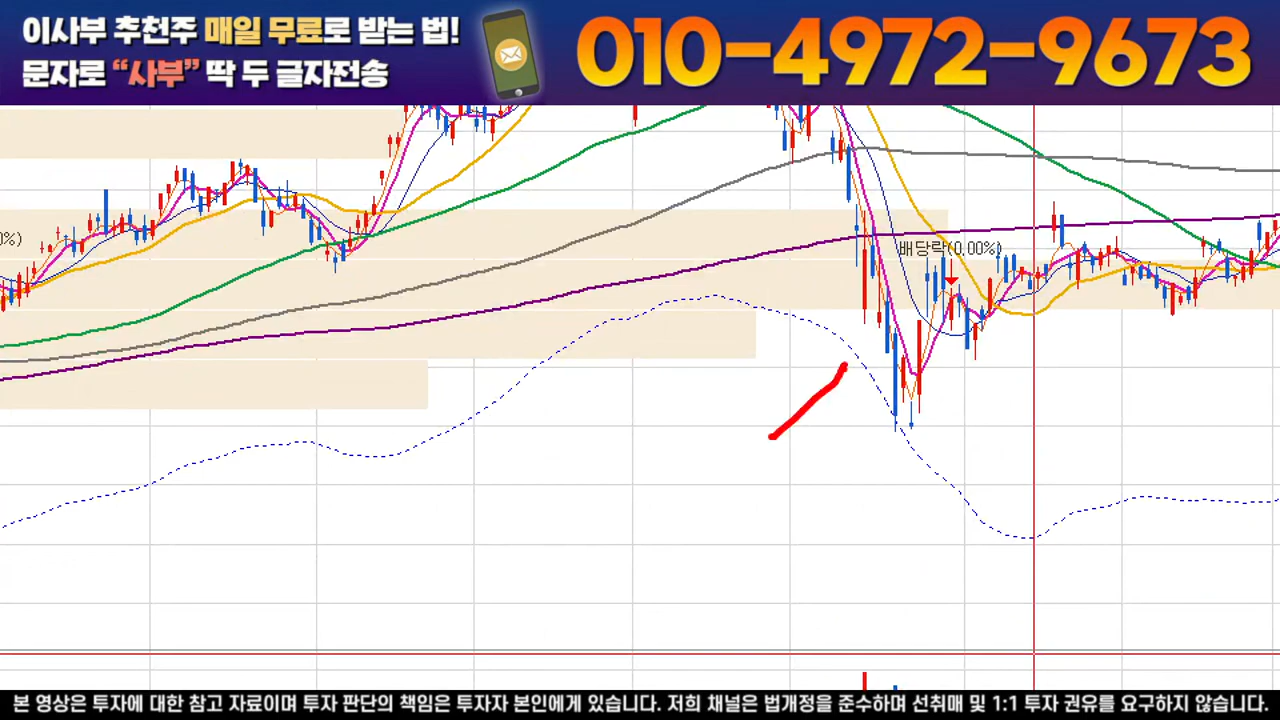 이사부 추천주 매일 무료로 받는 법!
문자로 “사부” 딱 두 글자전송
010-4972-9673
0%)
배당락(0.00%)
본 영상은 투자에 대한 참고 자료이며 투자 판단의 책임은 투자자 본인에게 있습니다. 저희 채널은 법개정을 준수하며 선취매 및 1:1 투자 권유를 요구하지 않습니다.